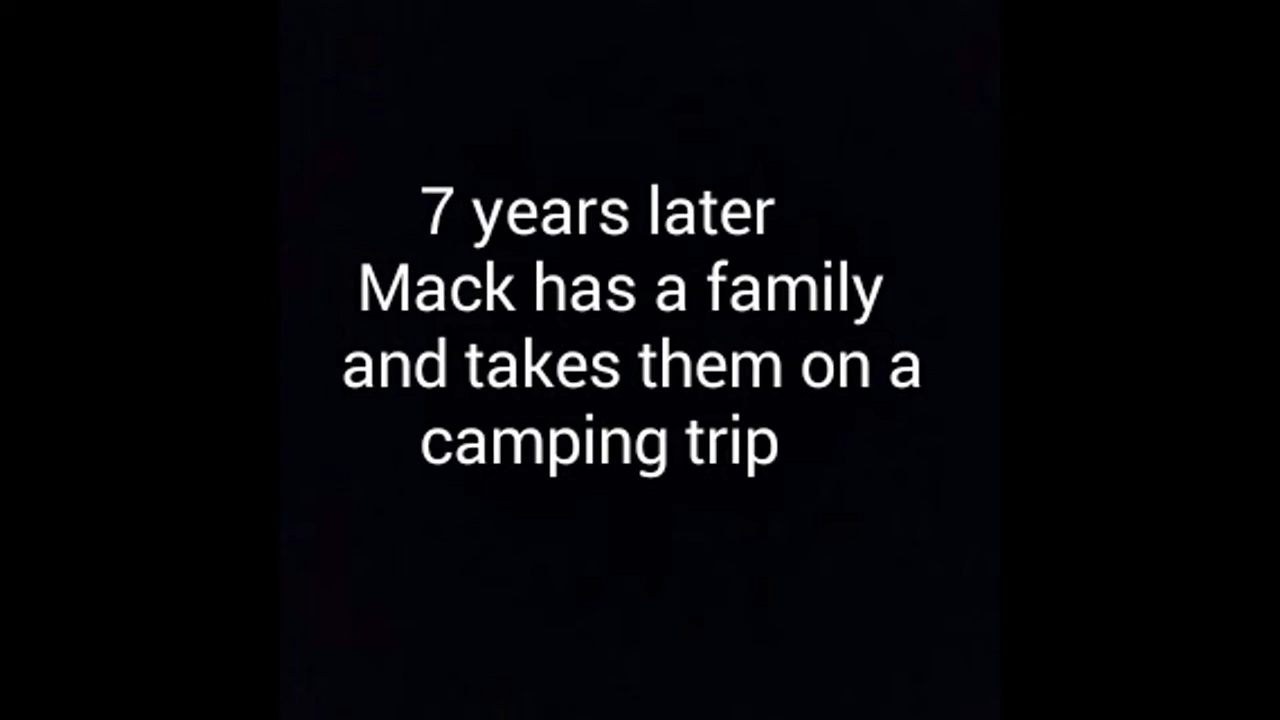 7 years later
Mack has a family
and takes them on a
camping trip